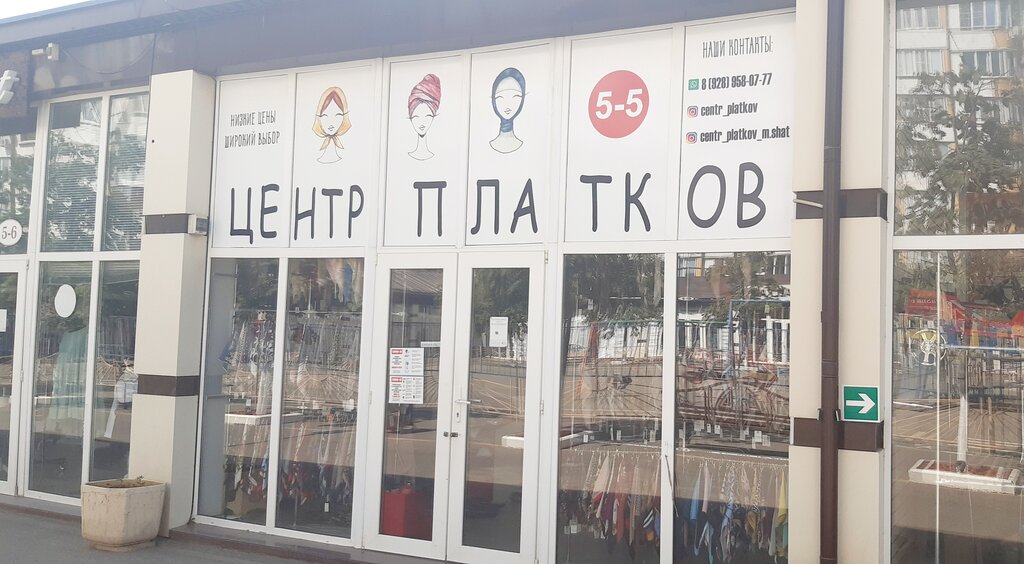 НИЗКИЕ ЦЕНЫ
ШИРОКИЙ ВЫБОР
5-5
НАШИ КОНТАКТЫ:
8 (928) 958-07-77
centr_platkov
centr_platkov_m.shat
ЦЕНТР ПЛАТКОВ
5-6